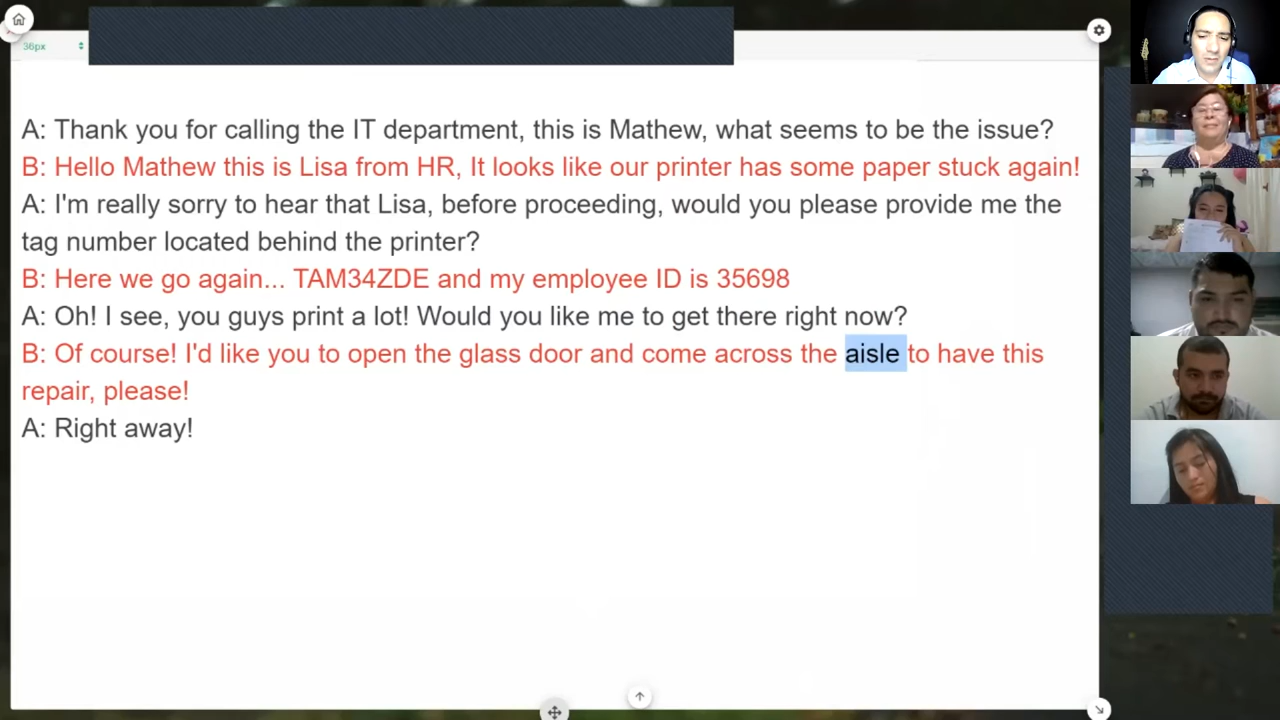 36px
A: Thank you for calling the IT department, this is Mathew, what seems to be the issue?
B: Hello Mathew this is Lisa from HR, It looks like our printer has some paper stuck again!
A: I'm really sorry to hear that Lisa, before proceeding, would you please provide me the
tag number located behind the printer?
B: Here we go again... TAM34ZDE and my employee ID is 35698
A: Oh! I see, you guys print a lot! Would you like me to get there right now?
B: Of course! I'd like you to open the glass door and come across the aisle to have this
repair, please!
A: Right away!